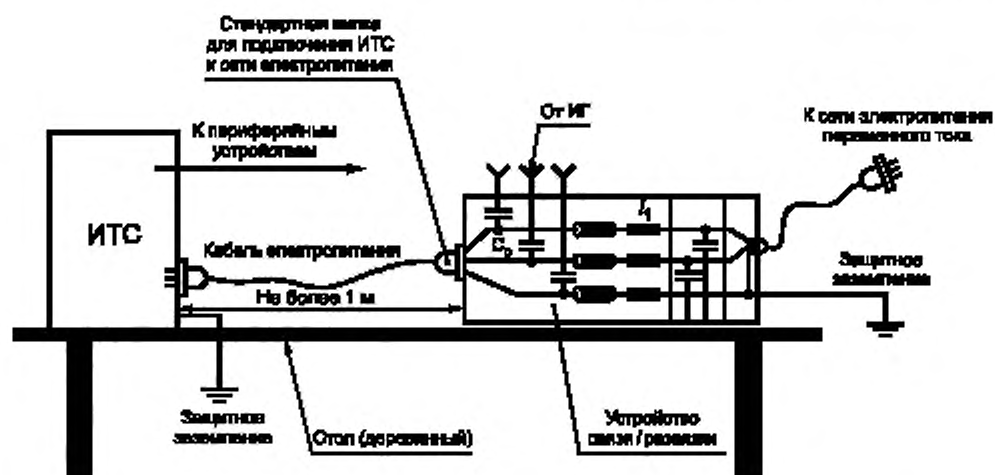 Стандартная вилка
для подключения ИТС
к сети электропитания
От ИГ
К сети электропитания
переменного тока
К периферийным
устройствам
ИТС
Кабель электропитания
Не более 1 м
Защитное
заземление
Защитное
заземление
Стол (деревянный)
Устройство
связи / развязки